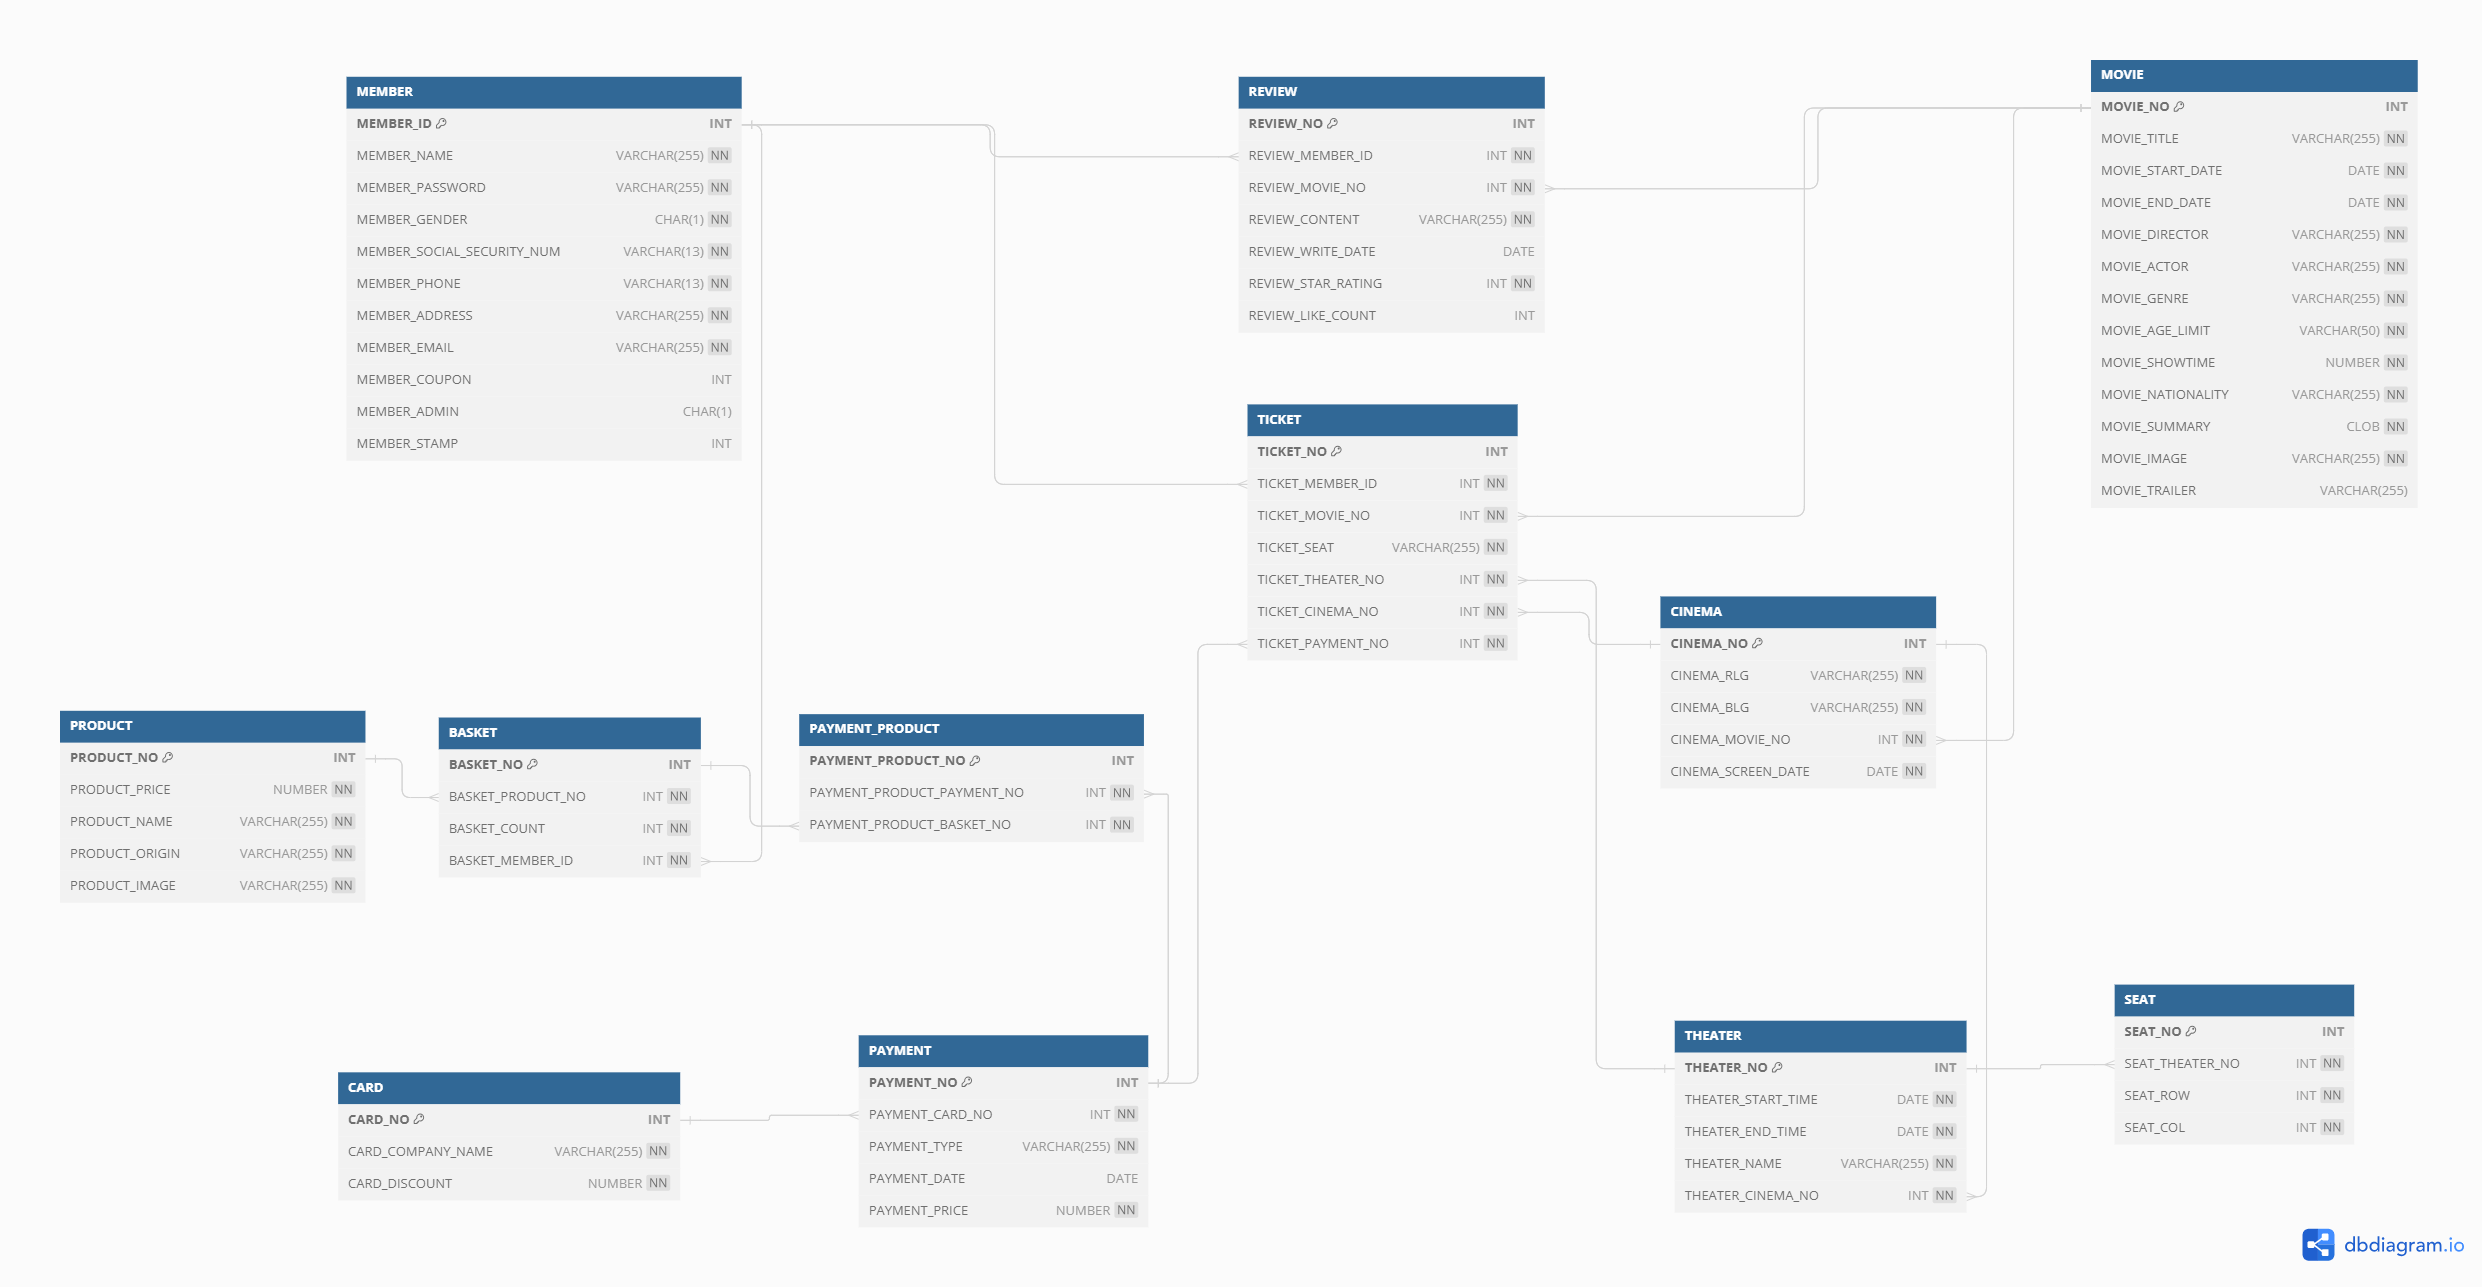 MEMBER
MEMBER_ID INT
MEMBER_NAME VARCHAR(255) NN
MEMBER_PASSWORD VARCHAR(255) NN
MEMBER_GENDER CHAR(1) NN
MEMBER_SOCIAL_SECURITY_NUM VARCHAR(13) NN
MEMBER_PHONE VARCHAR(13) NN
MEMBER_ADDRESS VARCHAR(255) NN
MEMBER_EMAIL VARCHAR(255) NN
MEMBER_COUPON INT
MEMBER_ADMIN CHAR(1)
MEMBER_STAMP INT
REVIEW
REVIEW_NO INT
REVIEW_MEMBER_ID INT NN
REVIEW_MOVIE_NO INT NN
REVIEW_CONTENT VARCHAR(255) NN
REVIEW_WRITE_DATE DATE
REVIEW_STAR_RATING INT NN
REVIEW_LIKE_COUNT INT
MOVIE
MOVIE_NO INT
MOVIE_TITLE VARCHAR(255) NN
MOVIE_START_DATE DATE NN
MOVIE_END_DATE DATE NN
MOVIE_DIRECTOR VARCHAR(255) NN
MOVIE_ACTOR VARCHAR(255) NN
MOVIE_GENRE VARCHAR(255) NN
MOVIE_AGE_LIMIT VARCHAR(50) NN
MOVIE_SHOWTIME NUMBER NN
MOVIE_NATIONALITY VARCHAR(255) NN
MOVIE_SUMMARY CLOB NN
MOVIE_IMAGE VARCHAR(255) NN
MOVIE_TRAILER VARCHAR(255)
TICKET
TICKET_NO INT
TICKET_MEMBER_ID INT NN
TICKET_MOVIE_NO INT NN
TICKET_SEAT VARCHAR(255) NN
TICKET_THEATER_NO INT NN
TICKET_CINEMA_NO INT NN
TICKET_PAYMENT_NO INT NN
CINEMA
CINEMA_NO INT
CINEMA_RLG VARCHAR(255) NN
CINEMA_BLG VARCHAR(255) NN
CINEMA_MOVIE_NO INT NN
CINEMA_SCREEN_DATE DATE NN
PRODUCT
PRODUCT_NO INT
PRODUCT_PRICE NUMBER NN
PRODUCT_NAME VARCHAR(255) NN
PRODUCT_ORIGIN VARCHAR(255) NN
PRODUCT_IMAGE VARCHAR(255) NN
BASKET
BASKET_NO INT
BASKET_PRODUCT_NO INT NN
BASKET_COUNT INT NN
BASKET_MEMBER_ID INT NN
PAYMENT_PRODUCT
PAYMENT_PRODUCT_NO INT
PAYMENT_PRODUCT_PAYMENT_NO INT NN
PAYMENT_PRODUCT_BASKET_NO INT NN
CARD
CARD_NO INT
CARD_COMPANY_NAME VARCHAR(255) NN
CARD_DISCOUNT NUMBER NN
PAYMENT
PAYMENT_NO INT
PAYMENT_CARD_NO INT NN
PAYMENT_TYPE VARCHAR(255) NN
PAYMENT_DATE DATE
PAYMENT_PRICE NUMBER NN
THEATER
THEATER_NO INT
THEATER_START_TIME DATE NN
THEATER_END_TIME DATE NN
THEATER_NAME VARCHAR(255) NN
THEATER_CINEMA_NO INT NN
SEAT
SEAT_NO INT
SEAT_THEATER_NO INT NN
SEAT_ROW INT NN
SEAT_COL INT NN
dbdiagram.io